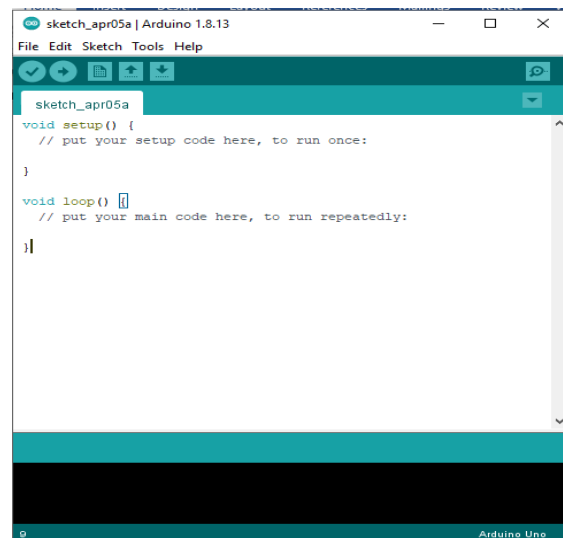 sketch_apr05a | Arduino 1.8.13
File Edit Sketch Tools Help
sketch_apr05a
void setup() {
// put your setup code here, to run once:
}
void loop() {
// put your main code here, to run repeatedly:
}
9 Arduino Uno